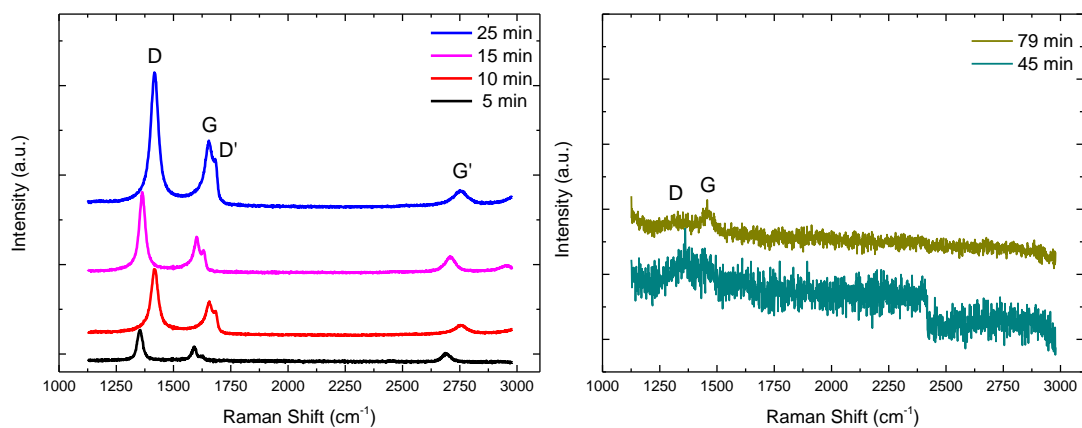 25 min
15 min
10 min
5 min
D
G
D'
G'
Intensity (a.u.)
1000 1250 1500 1750 2000 2250 2500 2750 3000
Raman Shift (cm⁻¹)
79 min
45 min
D
G
Intensity (a.u.)
1000 1250 1500 1750 2000 2250 2500 2750 3000
Raman Shift (cm⁻¹)